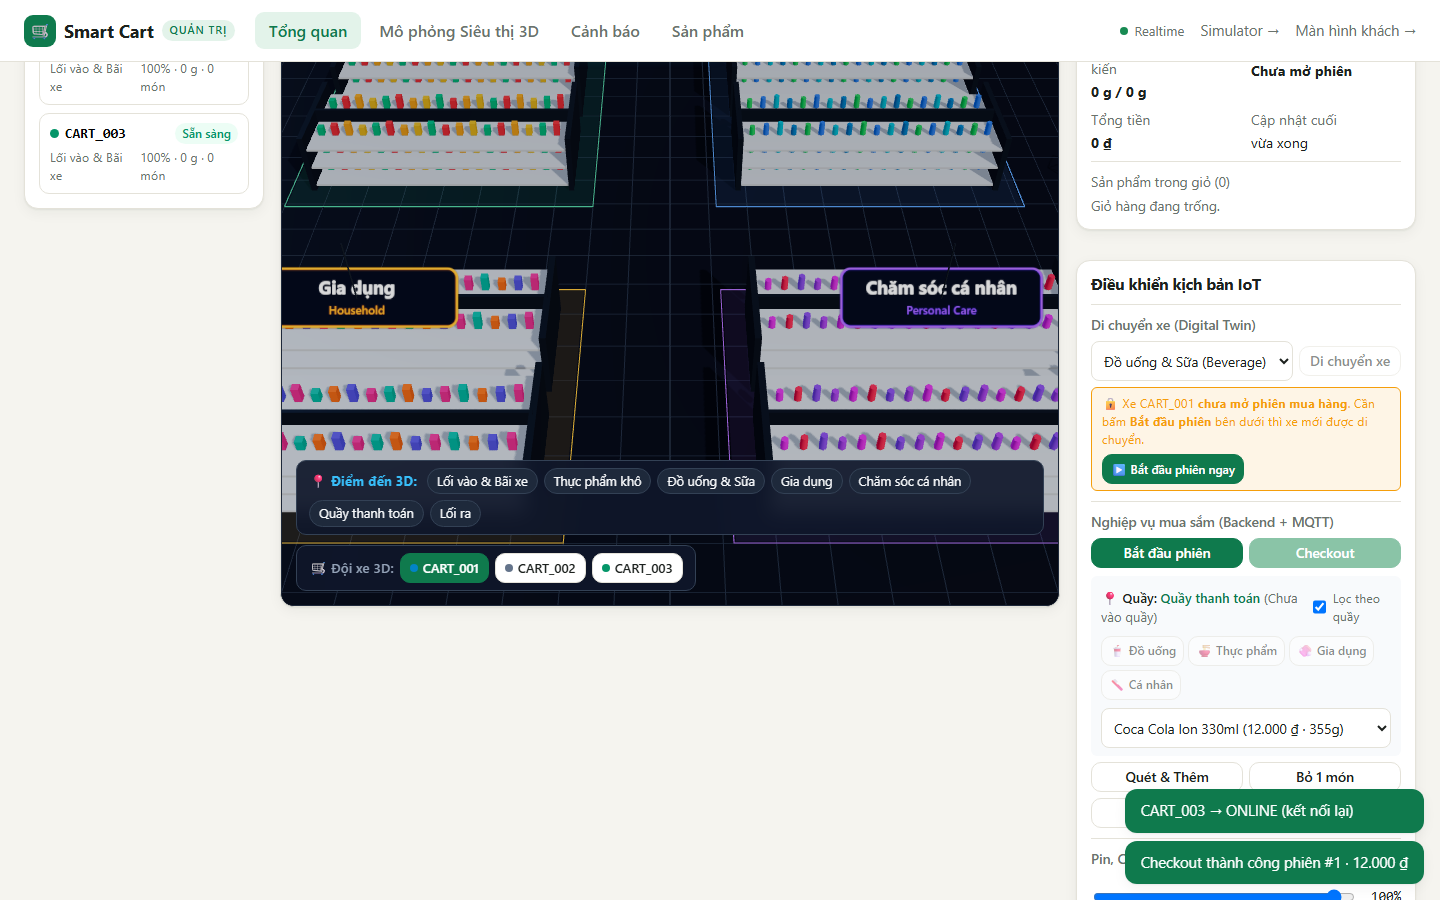 Smart Cart
QUẢN TRỊ
Tổng quan
Mô phỏng Siêu thị 3D
Cảnh báo
Sản phẩm
Realtime
Simulator →
Màn hình khách →
Lối vào & Bãi
xe
100% · 0 g · 0
món
CART_003
Sẵn sàng
Lối vào & Bãi
xe
100% · 0 g · 0
món
Gia dụng
Household
Chăm sóc cá nhân
Personal Care
📍 Điểm đến 3D:
Lối vào & Bãi xe
Thực phẩm khô
Đồ uống & Sữa
Gia dụng
Chăm sóc cá nhân
Quầy thanh toán
Lối ra
🛒 Đội xe 3D:
CART_001
CART_002
CART_003
kiến
0 g / 0 g
Chưa mở phiên
Tổng tiền
0 ₫
Cập nhật cuối
vừa xong
Sản phẩm trong giỏ (0)
Giỏ hàng đang trống.
Điều khiển kịch bản IoT
Di chuyển xe (Digital Twin)
Đồ uống & Sữa (Beverage)
Di chuyển xe
🔒 Xe CART_001 chưa mở phiên mua hàng. Cần
bấm Bắt đầu phiên bên dưới thì xe mới được di
chuyển.
▶ Bắt đầu phiên ngay
Nghiệp vụ mua sắm (Backend + MQTT)
Bắt đầu phiên
Checkout
📍 Quầy: Quầy thanh toán (Chưa
vào quầy)
Lọc theo
quầy
Đồ uống
Thực phẩm
Gia dụng
Cá nhân
Coca Cola lon 330ml (12.000 ₫ · 355g)
Quét & Thêm
Bỏ 1 món
CART_003 → ONLINE (kết nối lại)
Pin, C
Checkout thành công phiên #1 · 12.000 ₫
100%